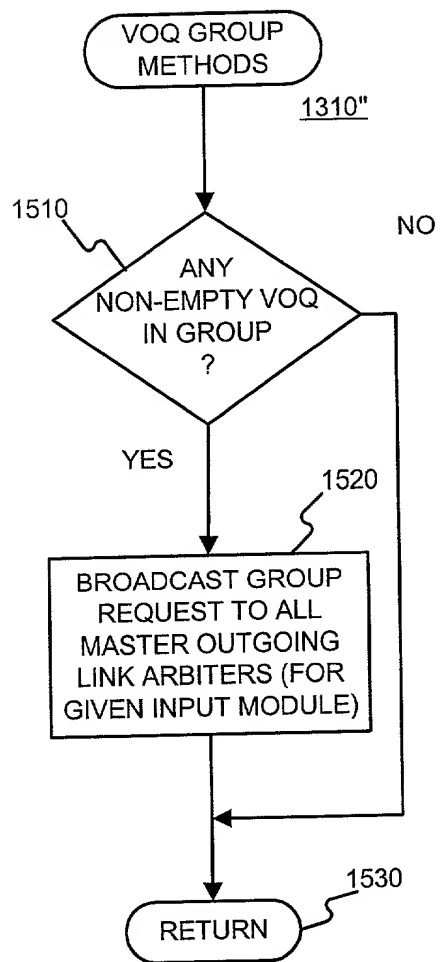 VOQ GROUP
METHODS
1310"
1510
NO
ANY
NON-EMPTY VOQ
IN GROUP
?
YES
1520
BROADCAST GROUP
REQUEST TO ALL
MASTER OUTGOING
LINK ARBITERS (FOR
GIVEN INPUT MODULE)
1530
RETURN